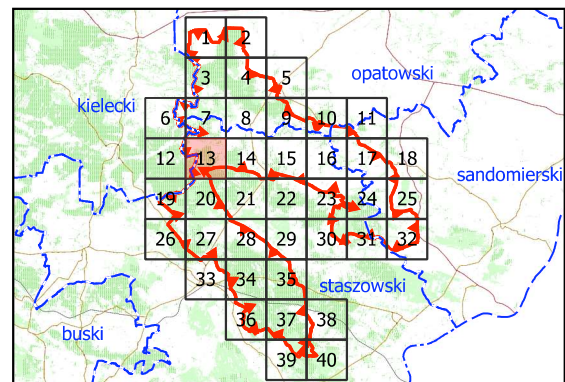 1 2
3 4 5
opatowski
kielecki
6 7 8 9 10 11
12 13 14 15 16 17 18
sandomierski
19 20 21 22 23 24 25
26 27 28 29 30 31 32
33 34 35
staszowski
36 37 38
buski
39 40